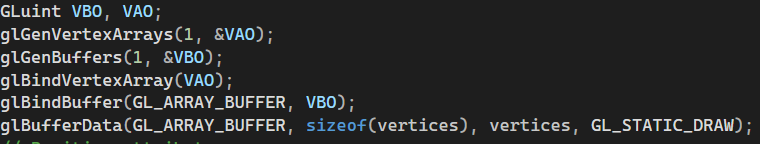 GLuint VBO, VAO;
glGenVertexArrays(1, &VAO);
glGenBuffers(1, &VBO);
glBindVertexArray(VAO);
glBindBuffer(GL_ARRAY_BUFFER, VBO);
glBufferData(GL_ARRAY_BUFFER, sizeof(vertices), vertices, GL_STATIC_DRAW);